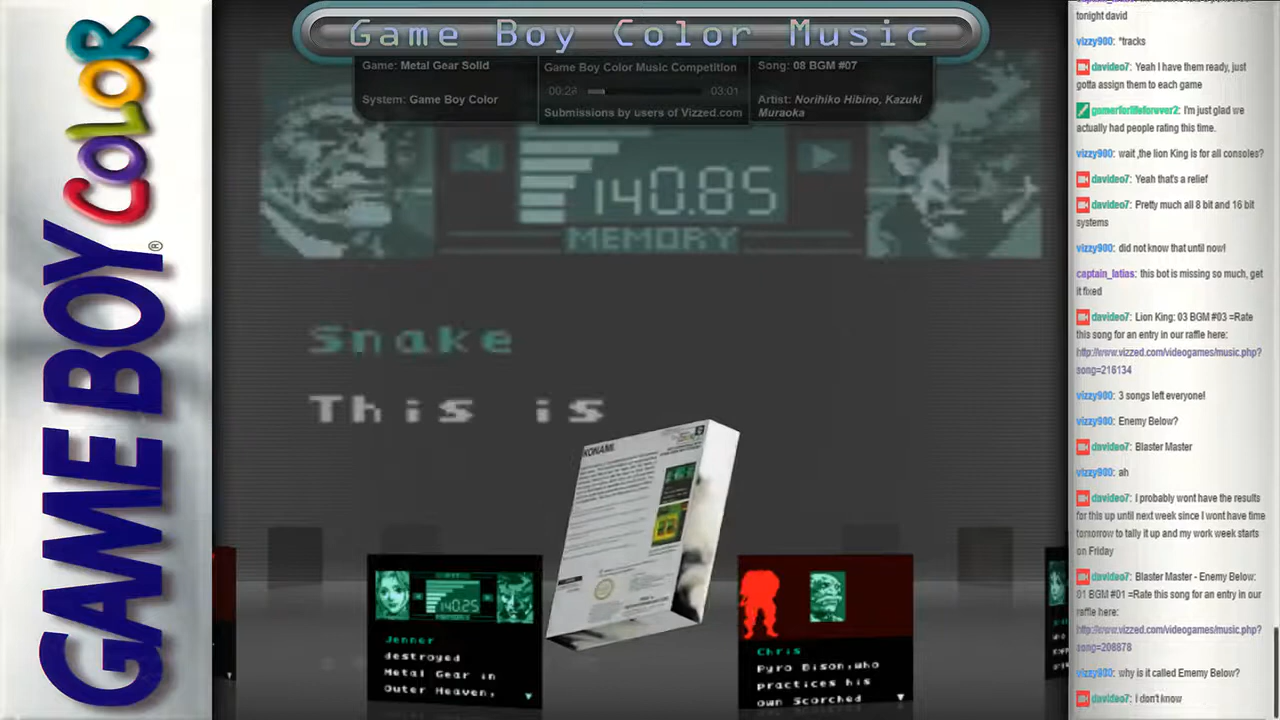 Game Boy Color Music
Game: Metal Gear Solid
System: Game Boy Color
Game Boy Color Music Competition
00:28
03:01
Submissions by users of Vizzed.com
Song: 08 BGM #07
Artist: Norihiko Hibino, Kazuki
Muraoka
GAME BOY COLOR
®
140.85
MEMORY
Snake
This is
KONAMI
140.25
Jenner
destroyed
Metal Gear in
Outer Heaven,
Chris
Pyro Bison,who
practices his
own Scorched
tonight david
vizzy980: *tracks
davideo7: Yeah I have them ready, just
gotta assign them to each game
gamerforlifeforever2: I'm just glad we
actually had people rating this time.
vizzy980: wait ,the lion King is for all consoles?
davideo7: Yeah that's a relief
davideo7: Pretty much all 8 bit and 16 bit
systems
vizzy980: did not know that until now!
captain_latias: this bot is missing so much, get
it fixed
davideo7: Lion King: 03 BGM #03 =Rate
this song for an entry in our raffle here:
http://www.vizzed.com/videogames/music.php?
song=216134
vizzy980: 3 songs left everyone!
vizzy980: Enemy Below?
davideo7: Blaster Master
vizzy980: ah
davideo7: I probably wont have the results
for this up until next week since I wont have time
tomorrow to tally it up and my work week starts
on Friday
davideo7: Blaster Master - Enemy Below:
01 BGM #01 =Rate this song for an entry in our
raffle here:
http://www.vizzed.com/videogames/music.php?
song=208878
vizzy980: why is it called Ememy Below?
davideo7: I don't know